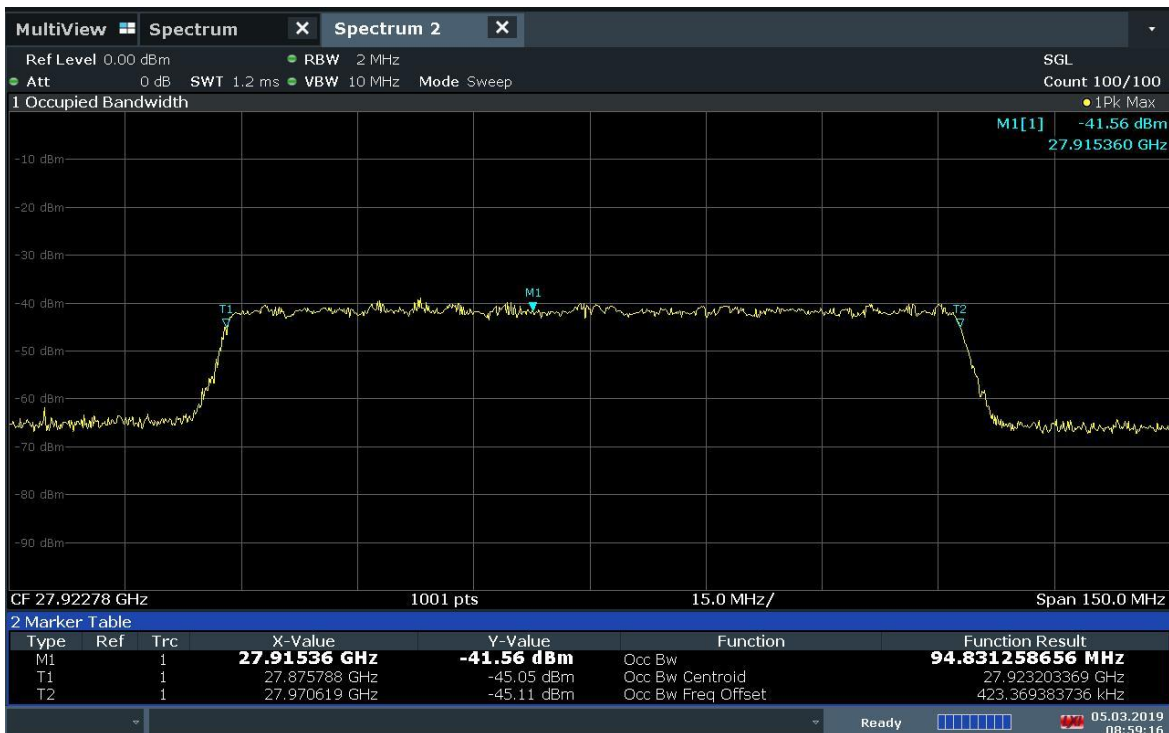 MultiView Spectrum X Spectrum 2 X
Ref Level 0.00 dBm RBW 2 MHz SGL
Att 0 dB SWT 1.2 ms VBW 10 MHz Mode Sweep Count 100/100
1 Occupied Bandwidth 1Pk Max
M1[1] -41.56 dBm
27.915360 GHz
-10 dBm
-20 dBm
-30 dBm
-40 dBm
M1
T1 T2
-50 dBm
-60 dBm
-70 dBm
-80 dBm
-90 dBm
CF 27.92278 GHz 1001 pts 15.0 MHz/ Span 150.0 MHz
2 Marker Table
Type Ref Trc X-Value Y-Value Function Function Result
M1 1 27.91536 GHz -41.56 dBm Occ Bw 94.831258656 MHz
T1 1 27.875788 GHz -45.05 dBm Occ Bw Centroid 27.923203369 GHz
T2 1 27.970619 GHz -45.11 dBm Occ Bw Freq Offset 423.369383736 kHz
Ready 05.03.2019
08:59:16